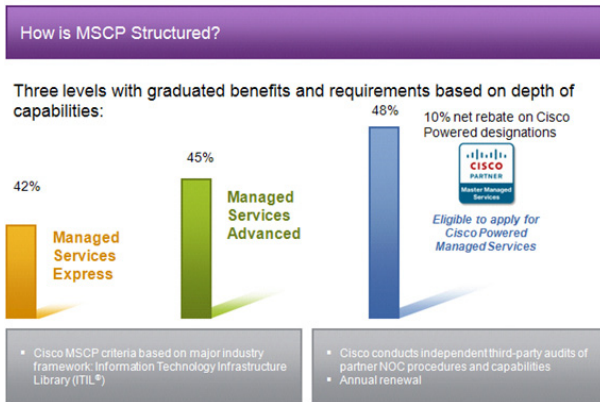 How is MSCP Structured?
Three levels with graduated benefits and requirements based on depth of
capabilities:
42%
Managed
Services
Express
45%
Managed
Services
Advanced
48%
10% net rebate on Cisco
Powered designations
CISCO
PARTNER
Master Managed
Services
Eligible to apply for
Cisco Powered
Managed Services
▪ Cisco MSCP criteria based on major industry
framework: Information Technology Infrastructure
Library (ITIL®)
▪ Cisco conducts independent third-party audits of
partner NOC procedures and capabilities
▪ Annual renewal